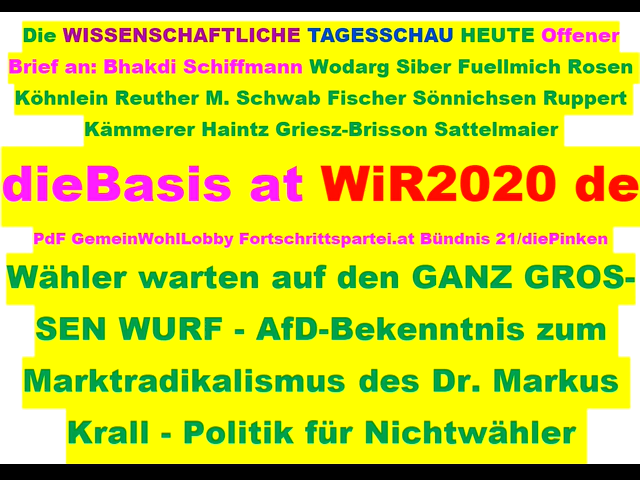 Die WISSENSCHAFTLICHE TAGESSCHAU HEUTE Offener
Brief an: Bhakdi Schiffmann Wodarg Siber Fuellmich Rosen
Köhnlein Reuther M. Schwab Fischer Sönnichsen Ruppert
Kämmerer Haintz Griesz-Brisson Sattelmaier
dieBasis at WiR2020 de
PdF GemeinWohlLobby Fortschrittspartei.at Bündnis 21/diePinken
Wähler warten auf den GANZ GROS-
SEN WURF - AfD-Bekenntnis zum
Marktradikalismus des Dr. Markus
Krall - Politik für Nichtwähler